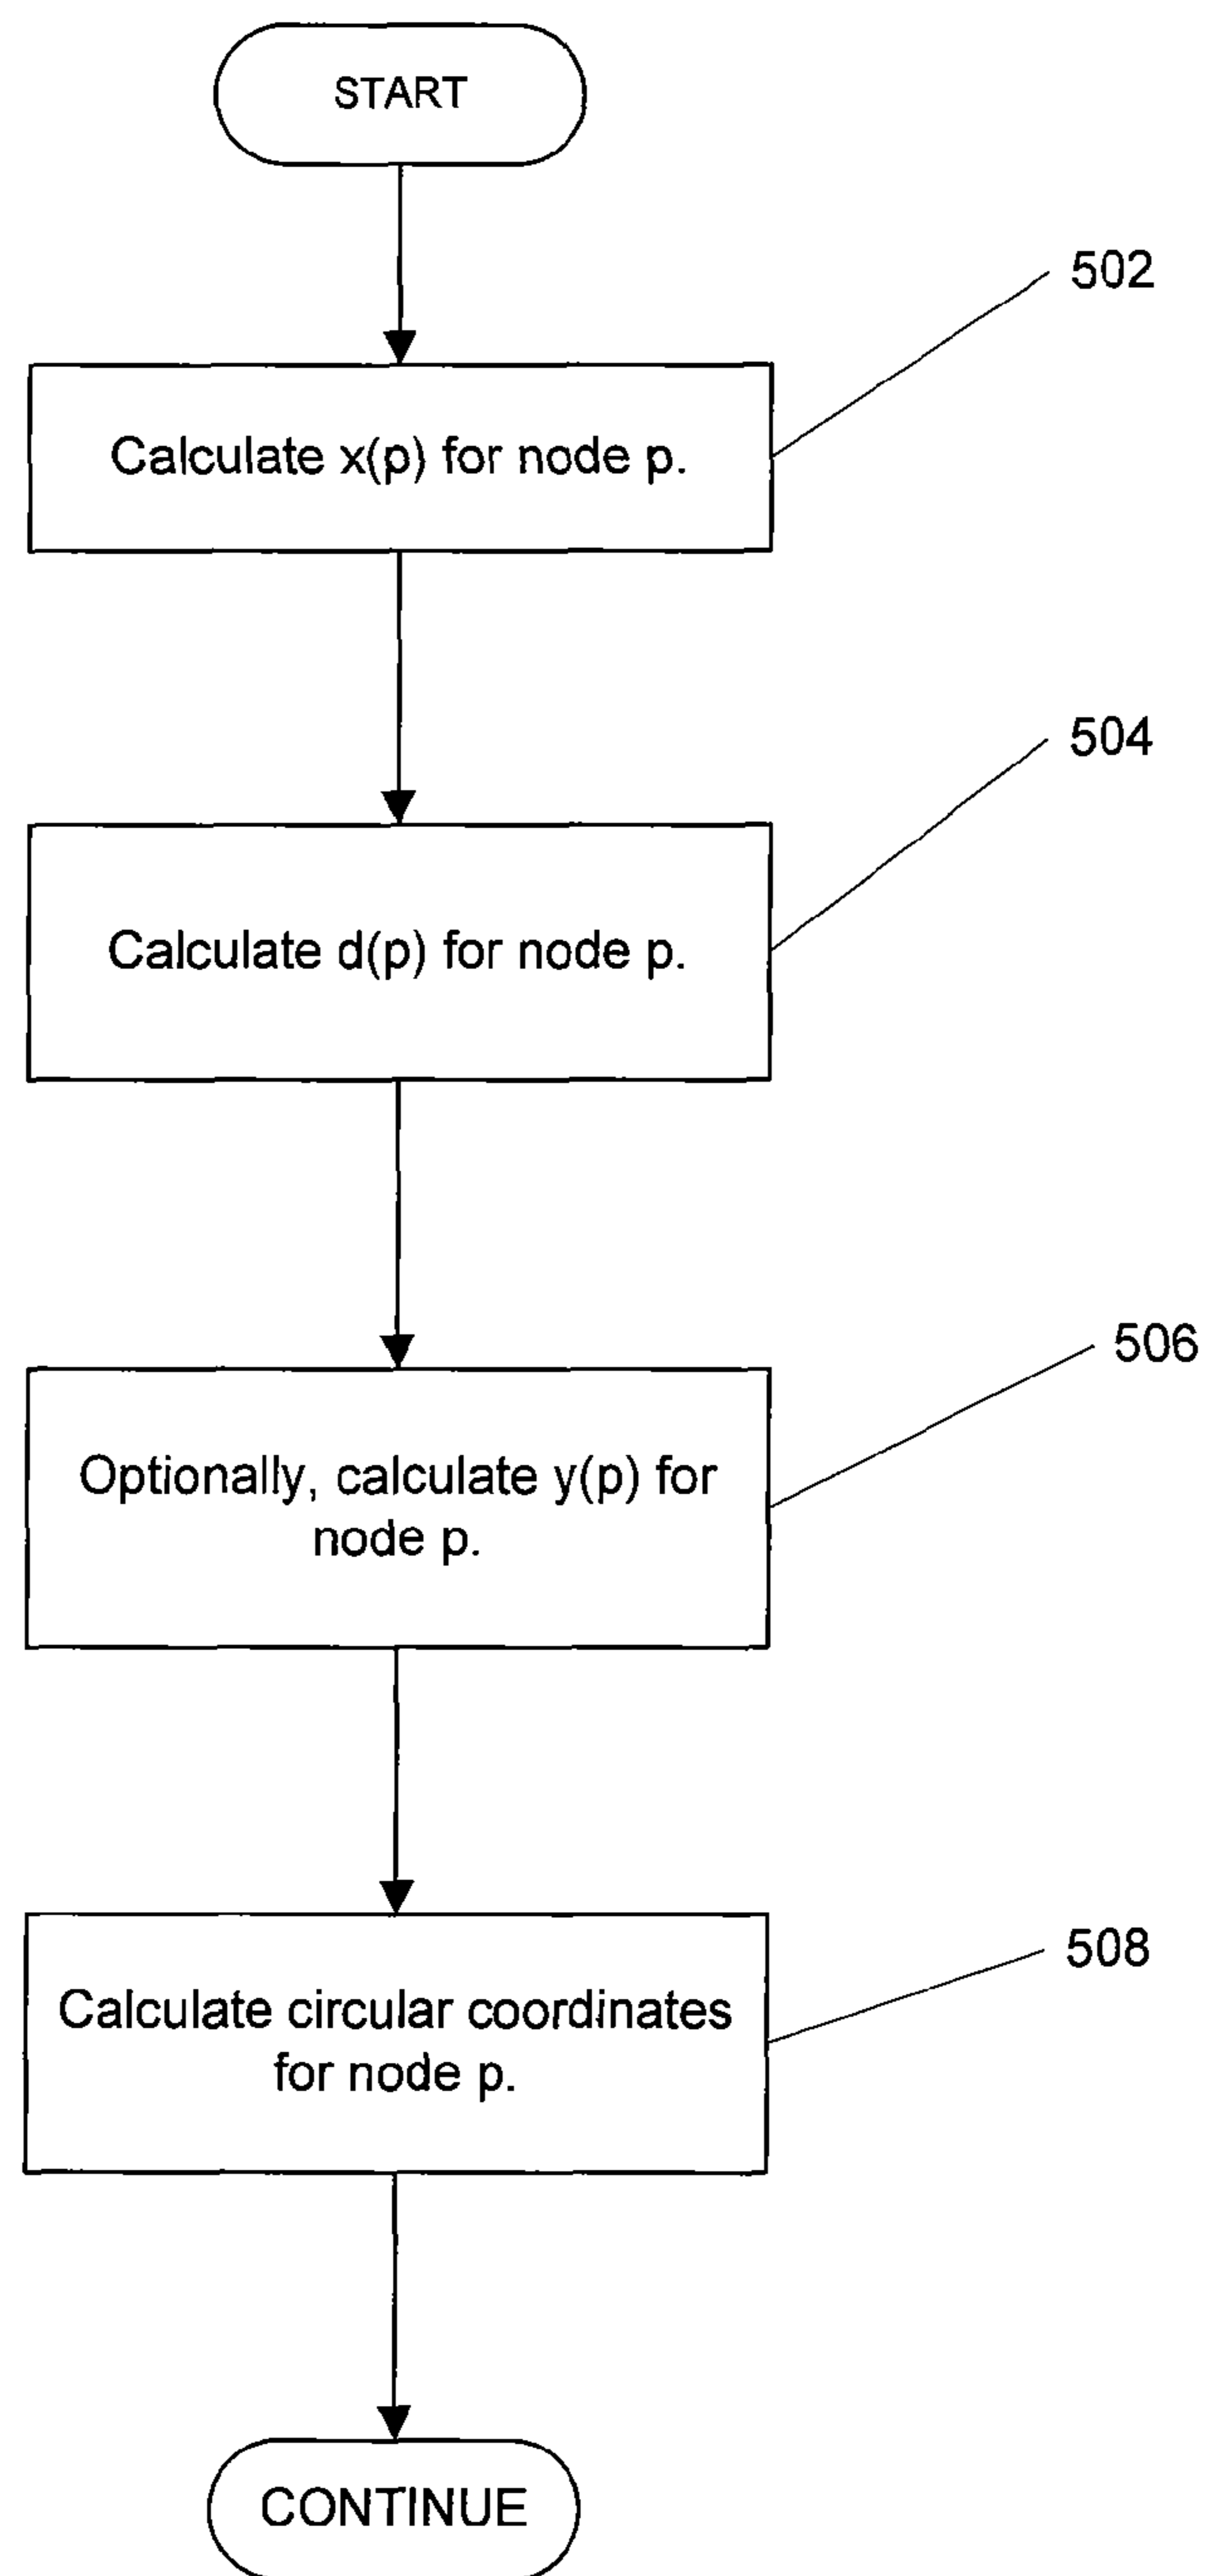 START
502
Calculate x(p) for node p.
504
Calculate d(p) for node p.
506
Optionally, calculate y(p) for
node p.
508
Calculate circular coordinates
for node p.
CONTINUE